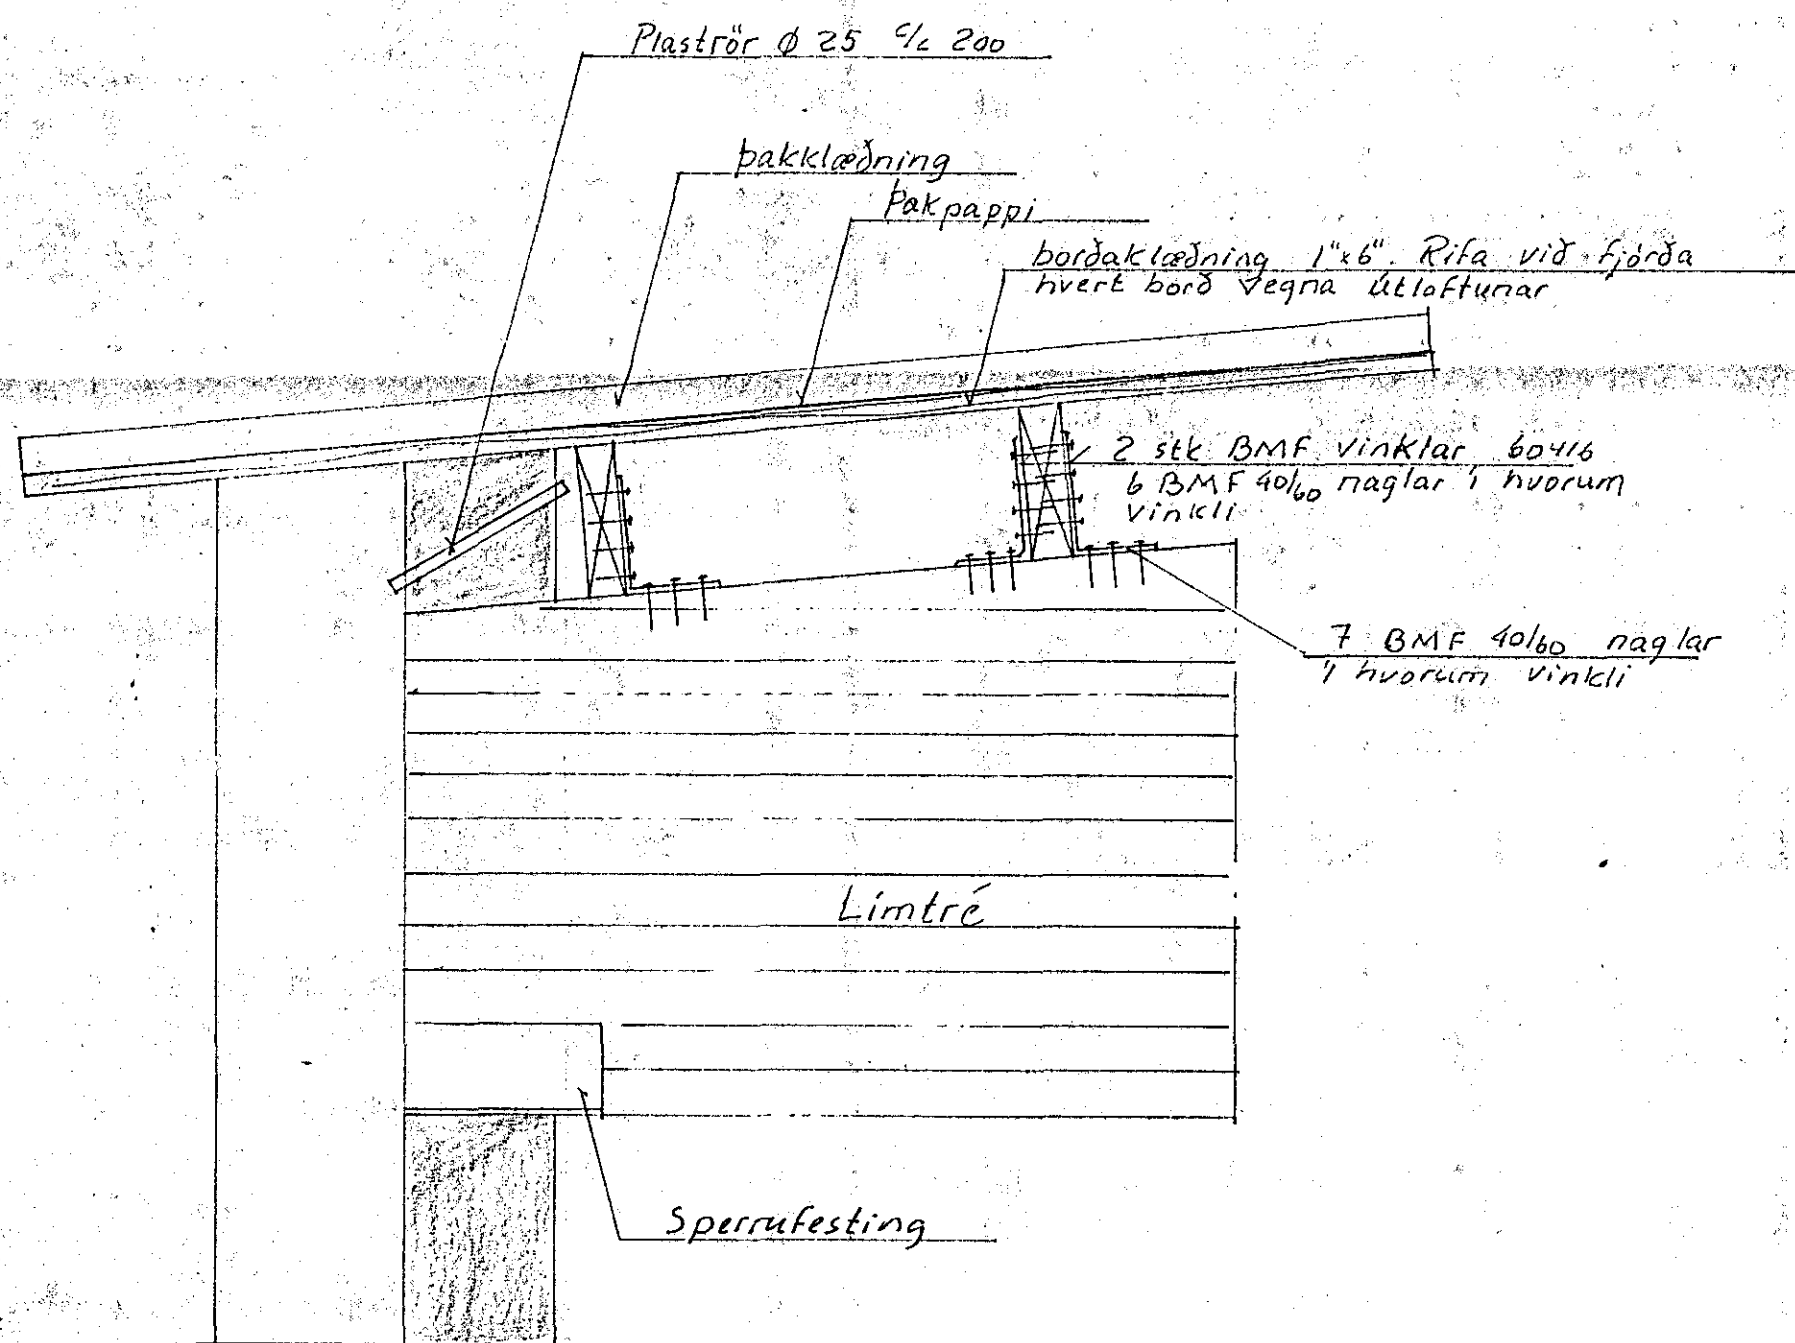 Plaströr Ø 25 c/c 200
þakklæðning
Þakpappi
borðaklæðning 1"x6". Rifa við fjórða
hvert borð vegna útloftunar
2 stk BMF vinklar 60416
6 BMF 40/60 naglar í hvorum
vinkli
7 BMF 40/60 naglar
í hvorum vinkli
Límtré
Sperrufesting